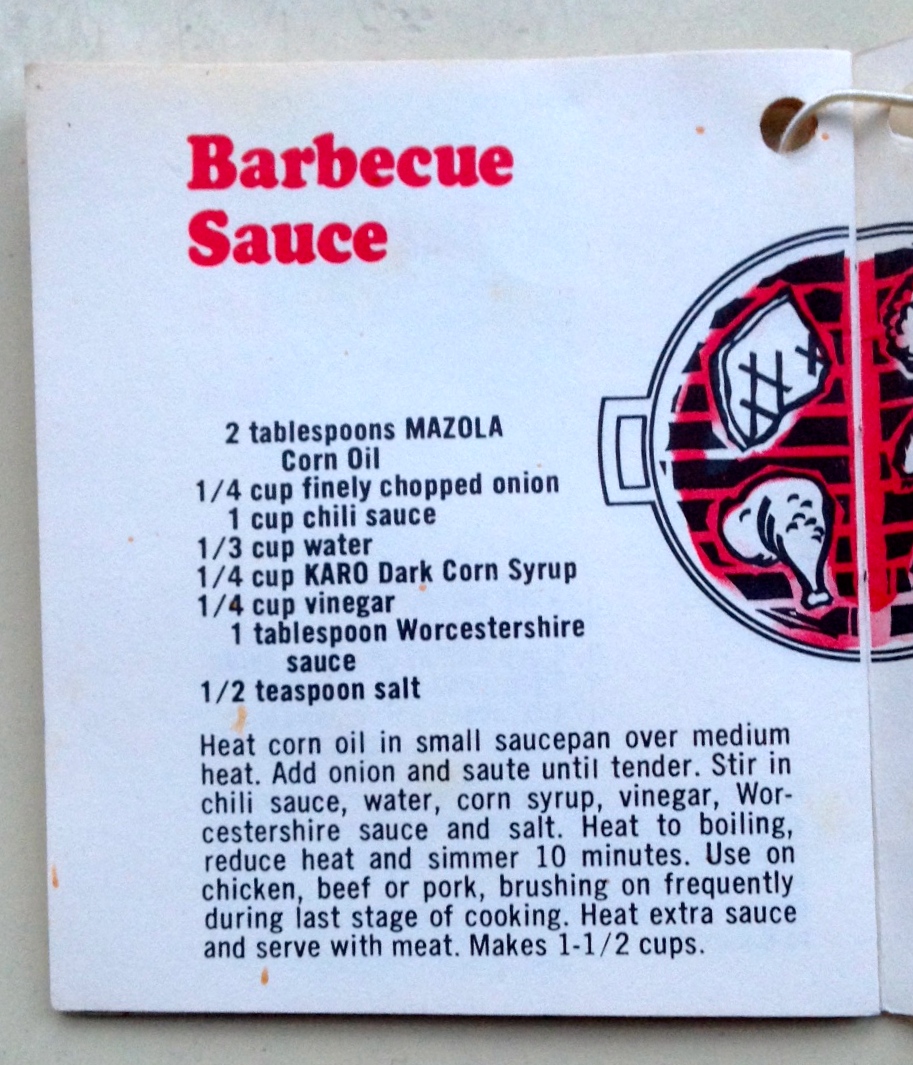 Barbecue
Sauce
2 tablespoons MAZOLA
Corn Oil
1/4 cup finely chopped onion
1 cup chili sauce
1/3 cup water
1/4 cup KARO Dark Corn Syrup
1/4 cup vinegar
1 tablespoon Worcestershire
sauce
1/2 teaspoon salt
Heat corn oil in small saucepan over medium
heat. Add onion and saute until tender. Stir in
chili sauce, water, corn syrup, vinegar, Wor-
cestershire sauce and salt. Heat to boiling,
reduce heat and simmer 10 minutes. Use on
chicken, beef or pork, brushing on frequently
during last stage of cooking. Heat extra sauce
and serve with meat. Makes 1-1/2 cups.